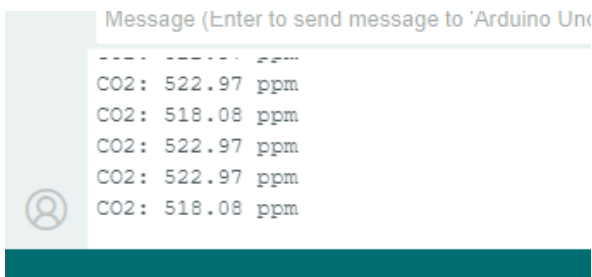 Message (Enter to send message to 'Arduino Uno
CO2: 522.97 ppm
CO2: 518.08 ppm
CO2: 522.97 ppm
CO2: 522.97 ppm
CO2: 518.08 ppm